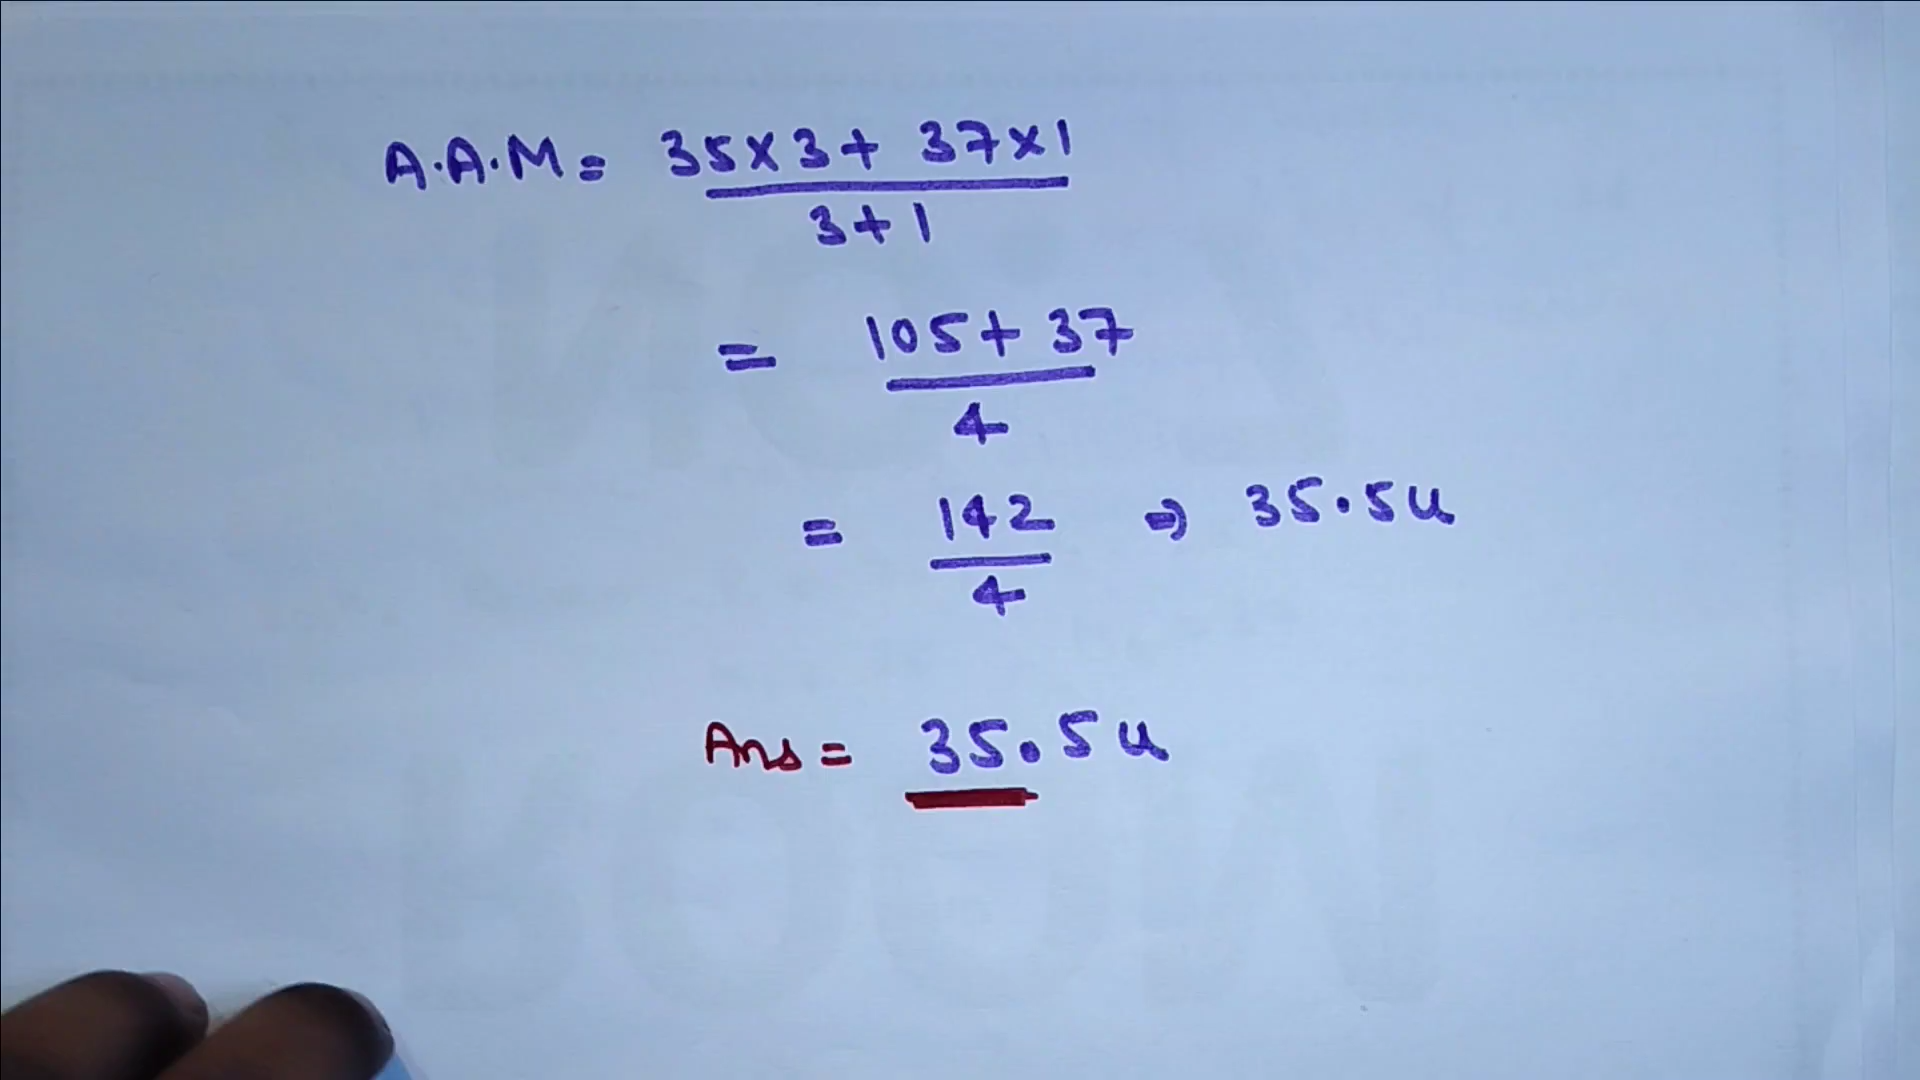 A.A.M = 35×3 + 37×1
3+1
= 105 + 37
4
= 142 ⇒ 35.5u
4
Ans = 35.5u